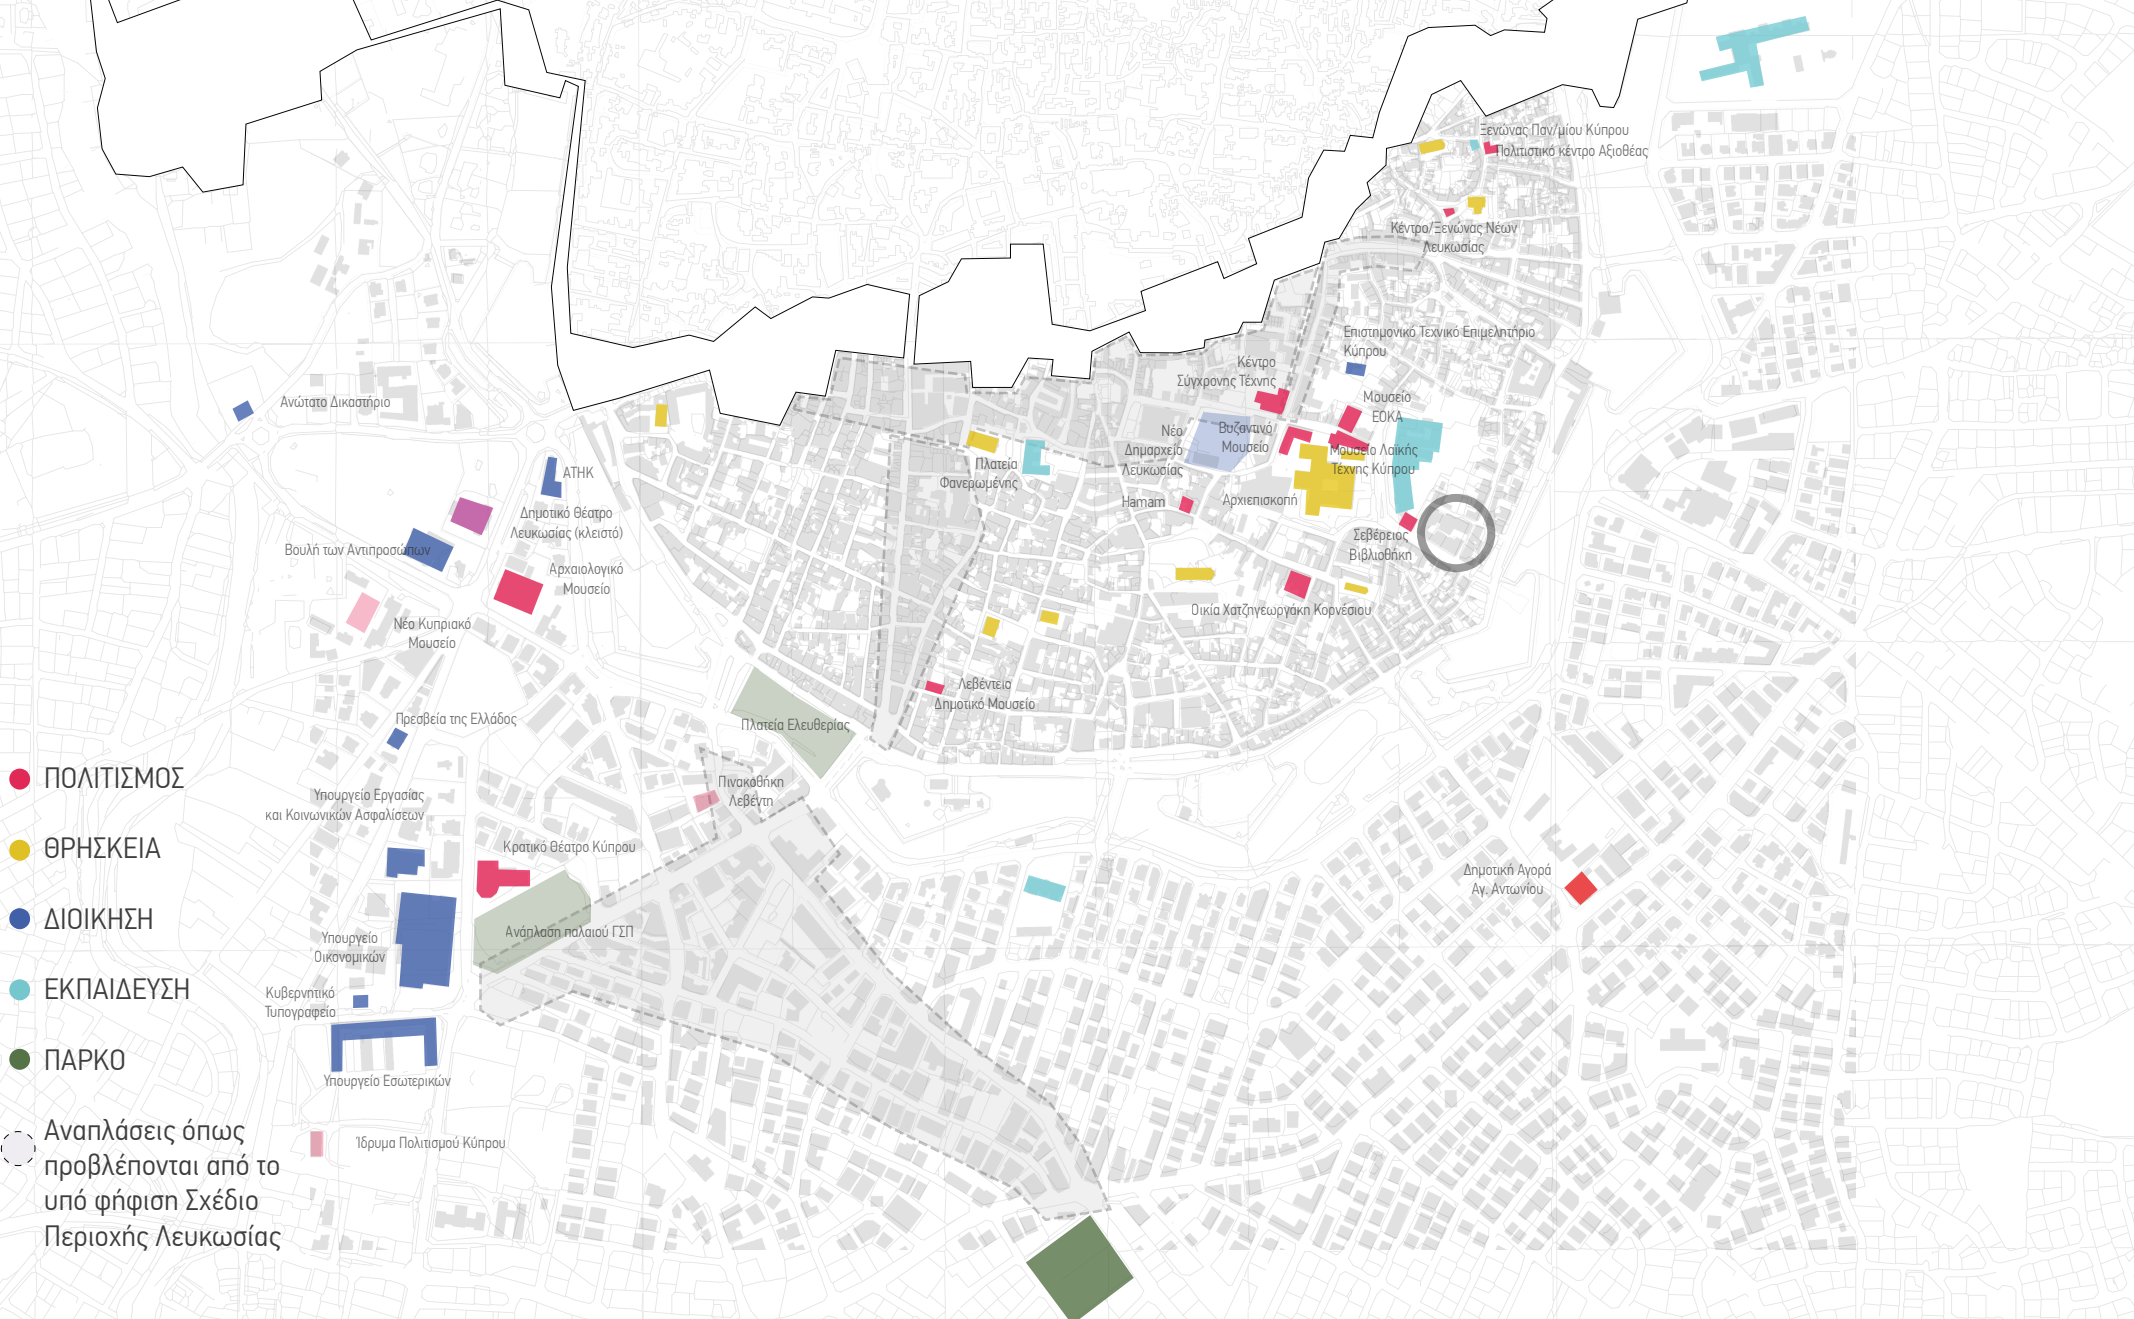 Ξενώνας Παν/μίου Κύπρου
Πολιτιστικό κέντρο Αξιοθέας
Κέντρο/Ξενώνας Νέων
Λευκωσίας
Επιστημονικό Τεχνικό Επιμελητήριο
Κύπρου
Κέντρο
Σύγχρονης Τέχνης
Μουσείο
ΕΟΚΑ
Βυζαντινό
Μουσείο
Νέο
Δημαρχείο
Λευκωσίας
Μουσείο Λαϊκής
Τέχνης Κύπρου
Πλατεία
Φανερωμένης
Hamam
Αρχιεπισκοπή
Σεβέρειος
Βιβλιοθήκη
Οικία Χατζηγεωργάκη Κορνέσιου
Λεβέντειο
Δημοτικό Μουσείο
Ανώτατο Δικαστήριο
ΑΤΗΚ
Δημοτικό Θέατρο
Λευκωσίας (κλειστό)
Βουλή των Αντιπροσώπων
Αρχαιολογικό
Μουσείο
Νέο Κυπριακό
Μουσείο
Πρεσβεία της Ελλάδος
Πλατεία Ελευθερίας
Πινακοθήκη
Λεβέντη
Υπουργείο Εργασίας
και Κοινωνικών Ασφαλίσεων
Κρατικό Θέατρο Κύπρου
Ανάπλαση παλαιού ΓΣΠ
Υπουργείο
Οικονομικών
Κυβερνητικό
Τυπογραφείο
Υπουργείο Εσωτερικών
Ίδρυμα Πολιτισμού Κύπρου
Δημοτική Αγορά
Αγ. Αντωνίου
ΠΟΛΙΤΙΣΜΟΣ
ΘΡΗΣΚΕΙΑ
ΔΙΟΙΚΗΣΗ
ΕΚΠΑΙΔΕΥΣΗ
ΠΑΡΚΟ
Αναπλάσεις όπως
προβλέπονται από το
υπό ψήφιση Σχέδιο
Περιοχής Λευκωσίας